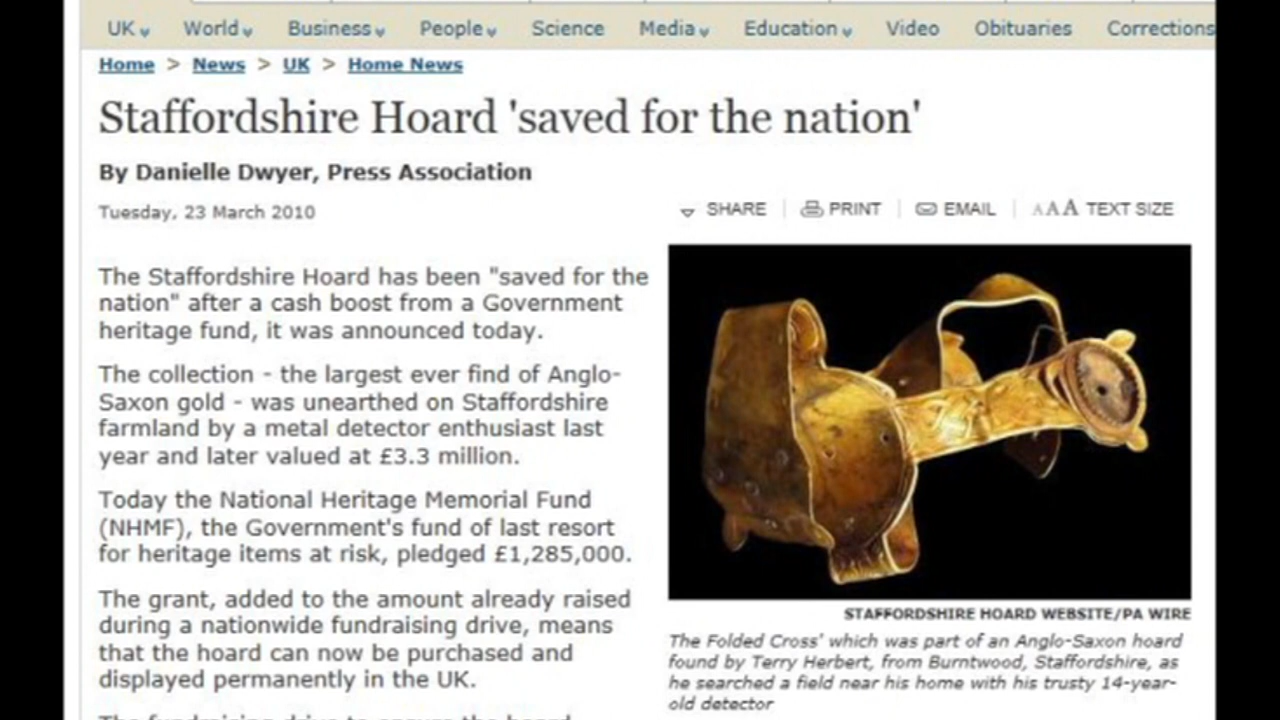 UK World Business People Science Media Education Video Obituaries Corrections
Home > News > UK > Home News
Staffordshire Hoard 'saved for the nation'
By Danielle Dwyer, Press Association
Tuesday, 23 March 2010
SHARE PRINT EMAIL AAA TEXT SIZE
The Staffordshire Hoard has been "saved for the
nation" after a cash boost from a Government
heritage fund, it was announced today.
The collection - the largest ever find of Anglo-
Saxon gold - was unearthed on Staffordshire
farmland by a metal detector enthusiast last
year and later valued at £3.3 million.
Today the National Heritage Memorial Fund
(NHMF), the Government's fund of last resort
for heritage items at risk, pledged £1,285,000.
The grant, added to the amount already raised
during a nationwide fundraising drive, means
that the hoard can now be purchased and
displayed permanently in the UK.
The fundraising drive to ensure the hoard
STAFFORDSHIRE HOARD WEBSITE/PA WIRE
The Folded Cross' which was part of an Anglo-Saxon hoard
found by Terry Herbert, from Burntwood, Staffordshire, as
he searched a field near his home with his trusty 14-year-
old detector